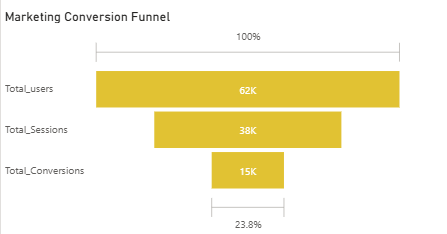 Marketing Conversion Funnel
100%
Total_users 62K
Total_Sessions 38K
Total_Conversions 15K
23.8%